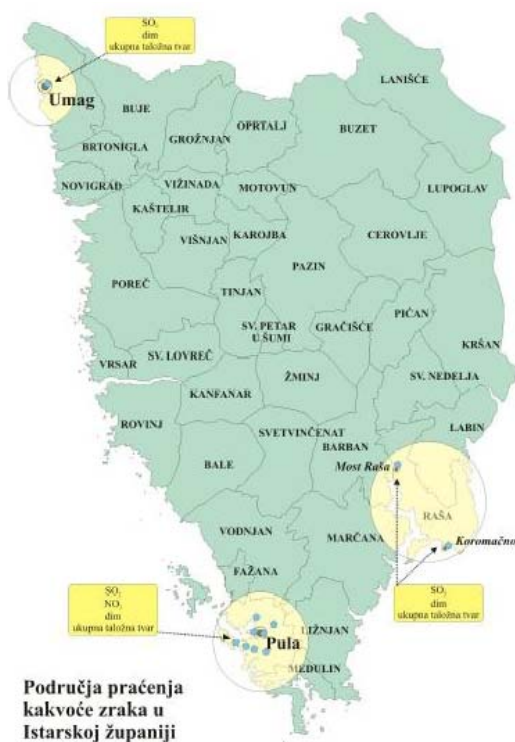 SO₂
dim
ukupna taložna tvar
LANIŠĆE
Umag
BUJE
OPRTALJ
BUZET
GROŽNJAN
BRTONIGLA
NOVIGRAD
VIŽINADA
MOTOVUN
LUPOGLAV
KAŠTELIR
KAROJBA
VIŠNJAN
CEROVLJE
PAZIN
POREČ
TINJAN
PIĆAN
SV. PETAR
U ŠUMI
GRAČIŠĆE
KRŠAN
VRSAR
SV. LOVREČ
ŽMINJ
SV. NEDELJA
KANFANAR
ROVINJ
LABIN
SVETVINČENAT
BARBAN
BALE
Most Raša
RAŠA
VODNJAN
MARČANA
Koromačno
FAŽANA
SO₂
NO₂
dim
ukupna taložna tvar
SO₂
dim
ukupna taložna tvar
LIŽNJAN
Pula
MEDULIN
Područja praćenja
kakvoće zraka u
Istarskoj županiji